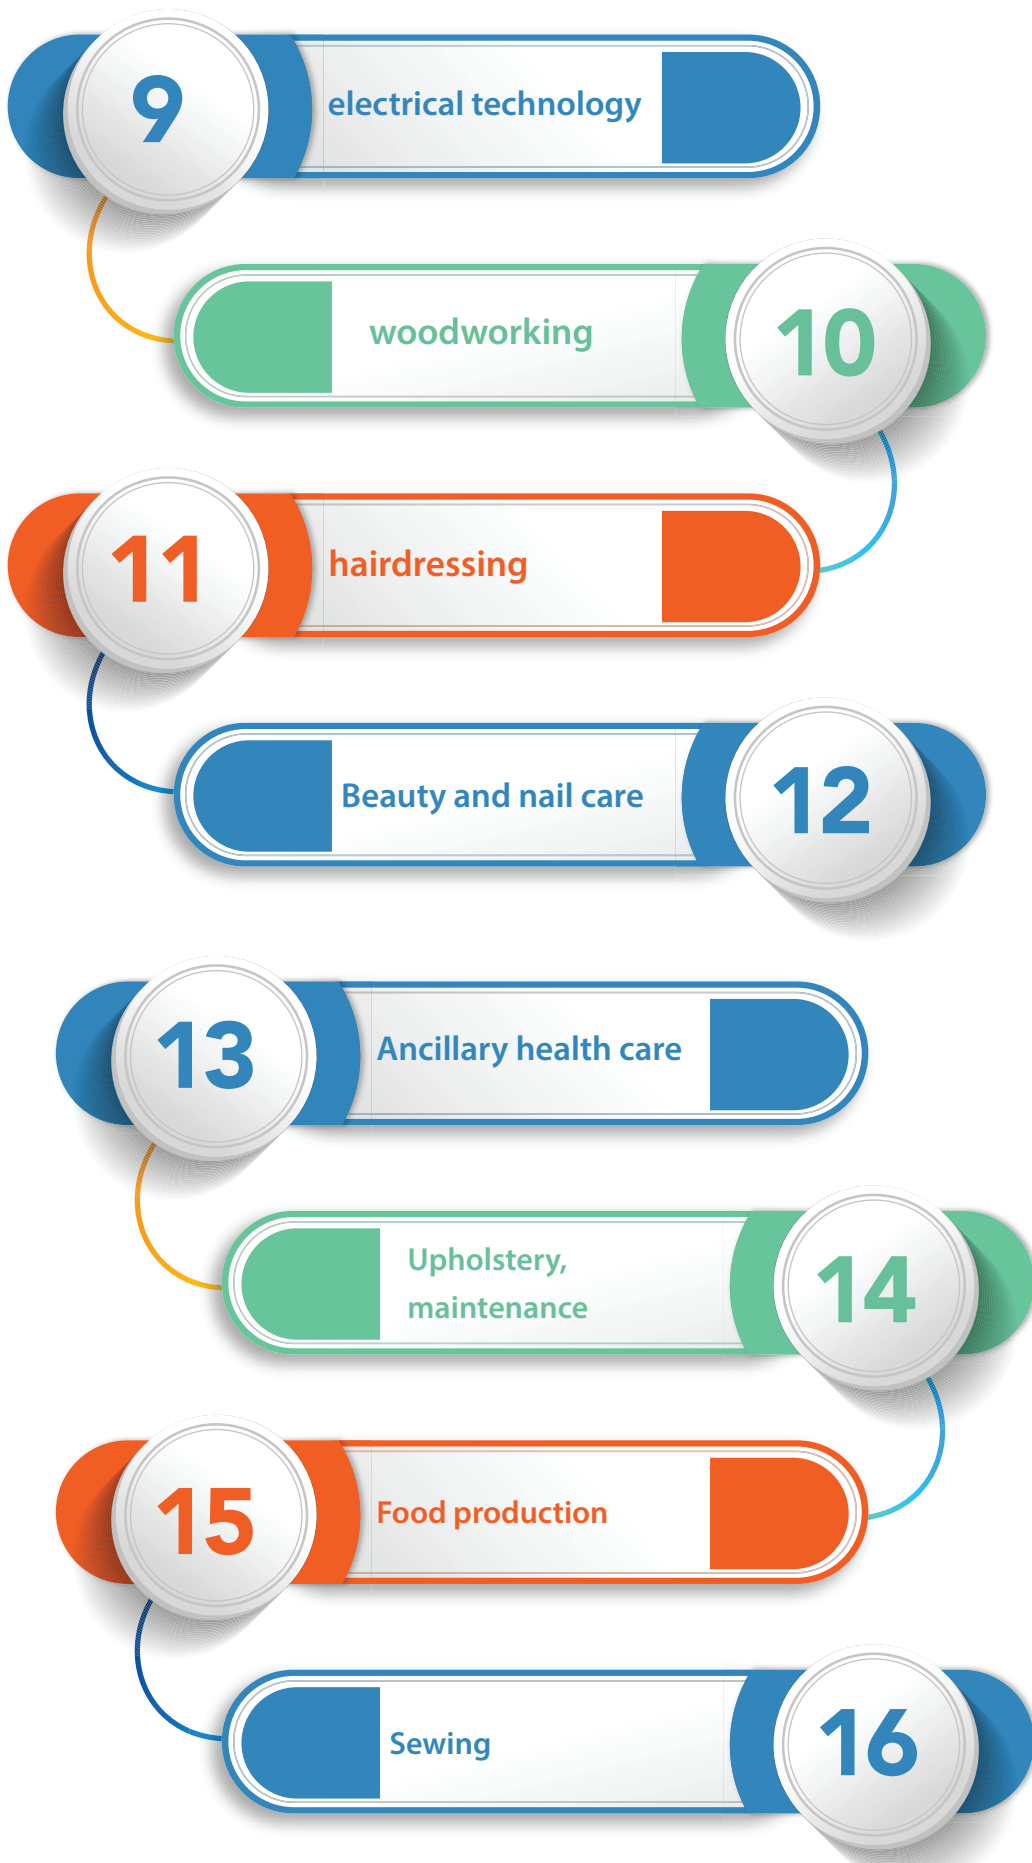 9
electrical technology
woodworking
10
11
hairdressing
Beauty and nail care
12
13
Ancillary health care
Upholstery,
maintenance
14
15
Food production
Sewing
16